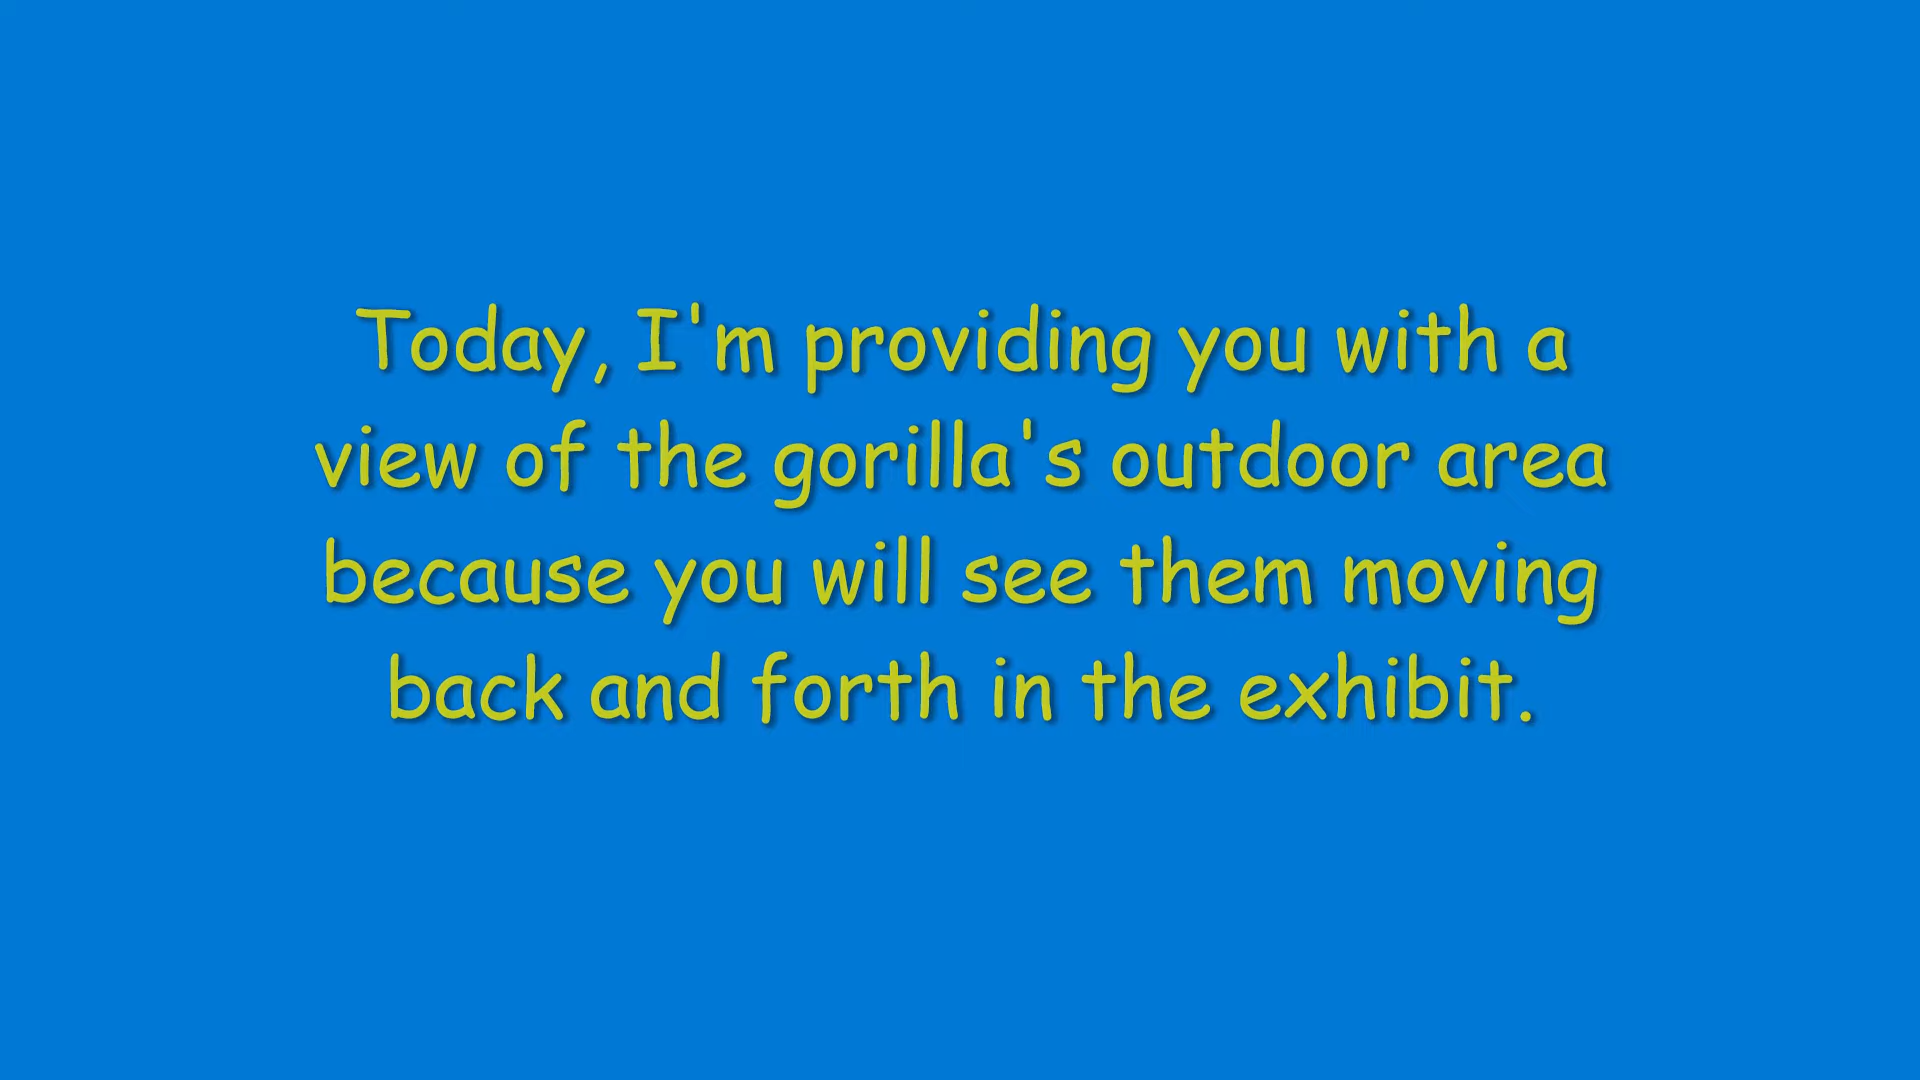 Today, I'm providing you with a
view of the gorilla's outdoor area
because you will see them moving
back and forth in the exhibit.